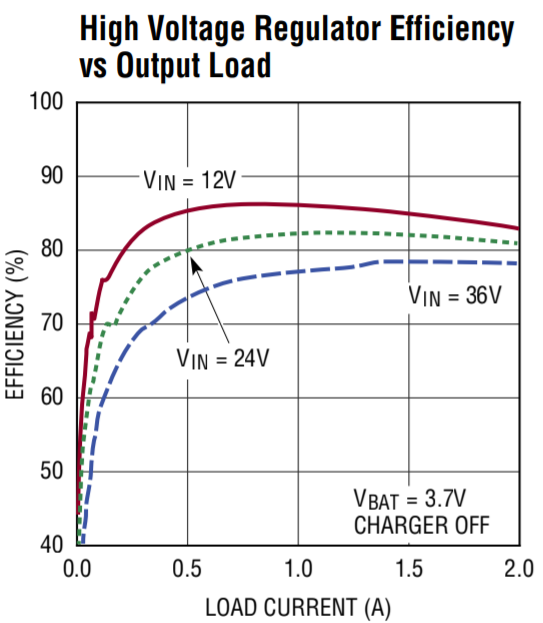 High Voltage Regulator Efficiency
vs Output Load
100
90
80
70
60
50
40
EFFICIENCY (%)
VIN = 12V
VIN = 24V
VIN = 36V
VBAT = 3.7V
CHARGER OFF
0.0 0.5 1.0 1.5 2.0
LOAD CURRENT (A)